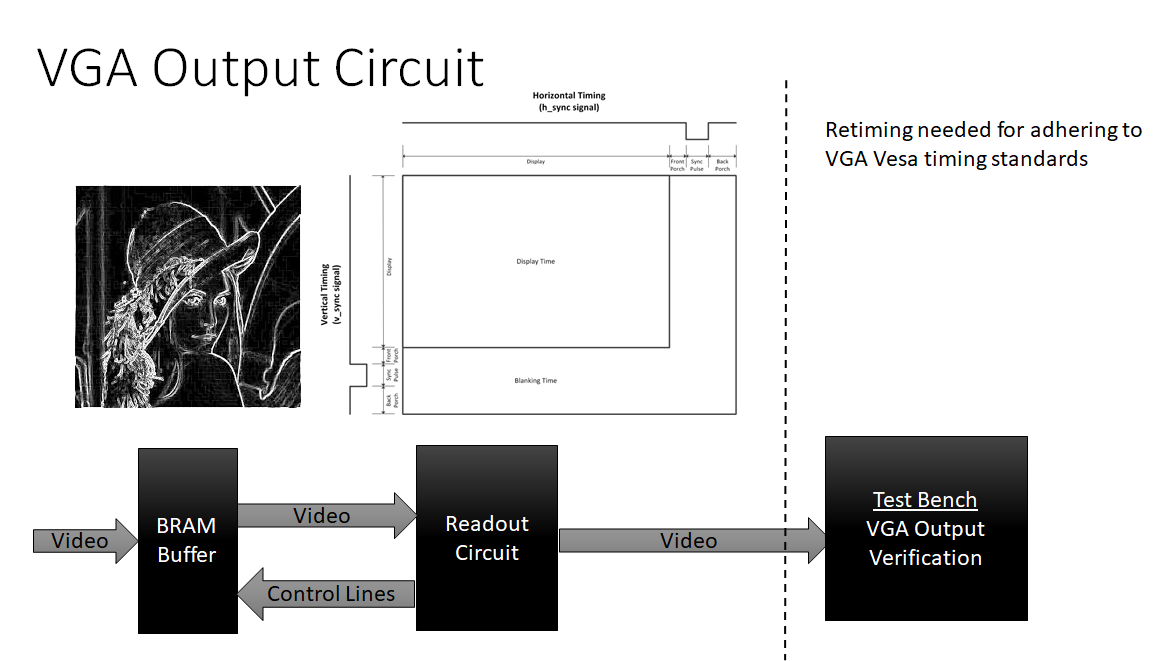 VGA Output Circuit
Horizontal Timing
(h_sync signal)
Display
Front
Porch
Sync
Pulse
Back
Porch
Retiming needed for adhering to
VGA Vesa timing standards
Vertical Timing
(v_sync signal)
Display
Front
Porch
Sync
Pulse
Back
Porch
Display Time
Blanking Time
Video
BRAM
Buffer
Video
Control Lines
Readout
Circuit
Video
Test Bench
VGA Output
Verification